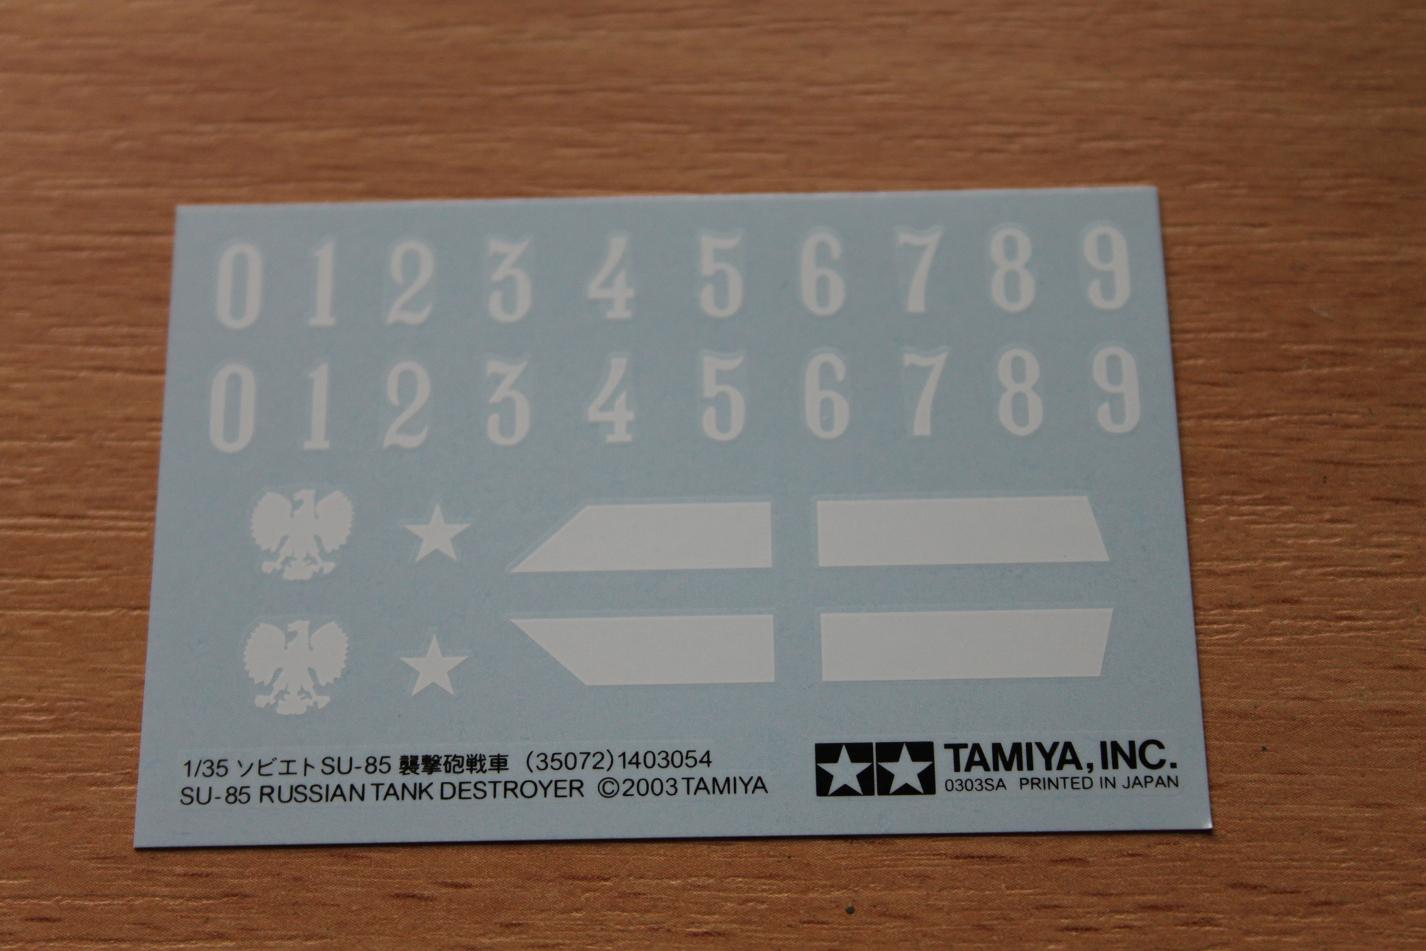 0 1 2 3 4 5 6 7 8 9
0 1 2 3 4 5 6 7 8 9
1/35 ソビエトSU-85 襲撃砲戦車 (35072)1403054
SU-85 RUSSIAN TANK DESTROYER ©2003TAMIYA
TAMIYA, INC.
0303SA PRINTED IN JAPAN